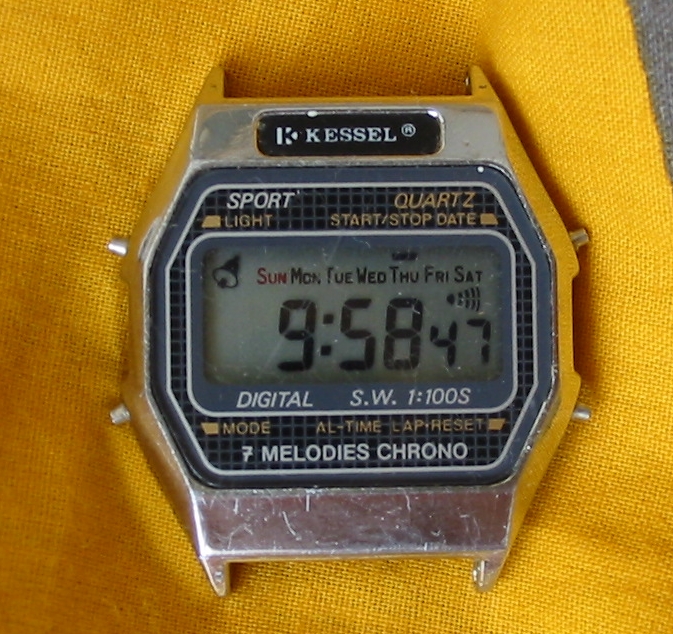 K KESSEL ®
SPORT QUARTZ
LIGHT START/STOP DATE
SUN MON TUE WED THU FRI SAT
9:58 47
DIGITAL S.W. 1:100S
MODE AL-TIME LAP·RESET
7 MELODIES CHRONO